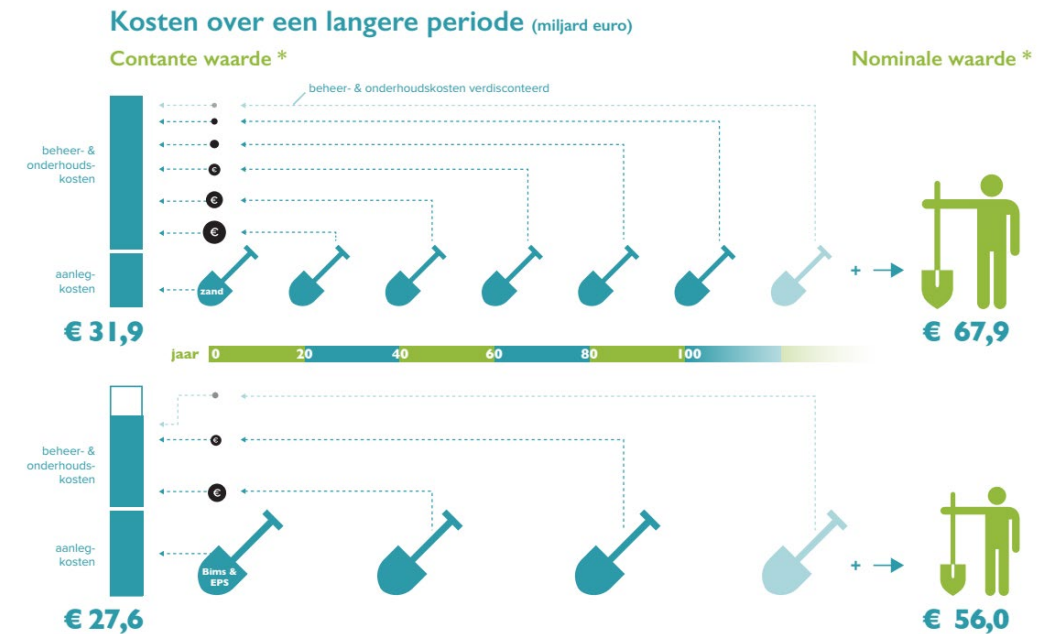 Kosten over een langere periode (miljard euro)
Contante waarde *
Nominale waarde *
beheer- & onderhoudskosten verdisconteerd
beheer- &
onderhouds-
kosten
€
€
€
aanleg-
kosten
zand
+
€ 31,9
€ 67,9
jaar 0 20 40 60 80 100
beheer- &
onderhouds-
kosten
€
€
aanleg-
kosten
Bims &
EPS
+
€ 27,6
€ 56,0